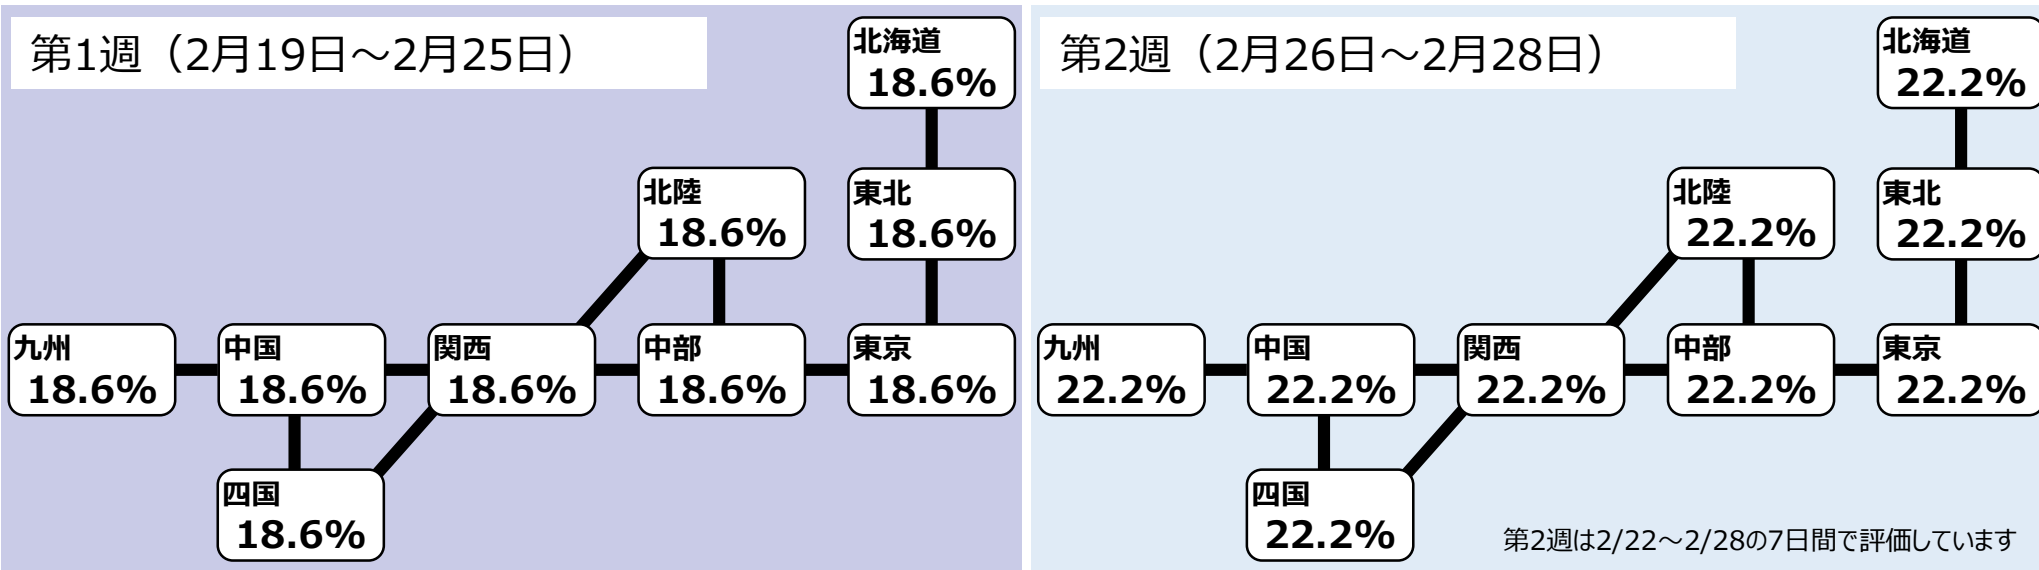 第1週（2月19日～2月25日）
北海道
18.6%
北陸
18.6%
東北
18.6%
九州
18.6%
中国
18.6%
関西
18.6%
中部
18.6%
東京
18.6%
四国
18.6%
第2週（2月26日～2月28日）
北海道
22.2%
北陸
22.2%
東北
22.2%
九州
22.2%
中国
22.2%
関西
22.2%
中部
22.2%
東京
22.2%
四国
22.2%
第2週は2/22～2/28の7日間で評価しています